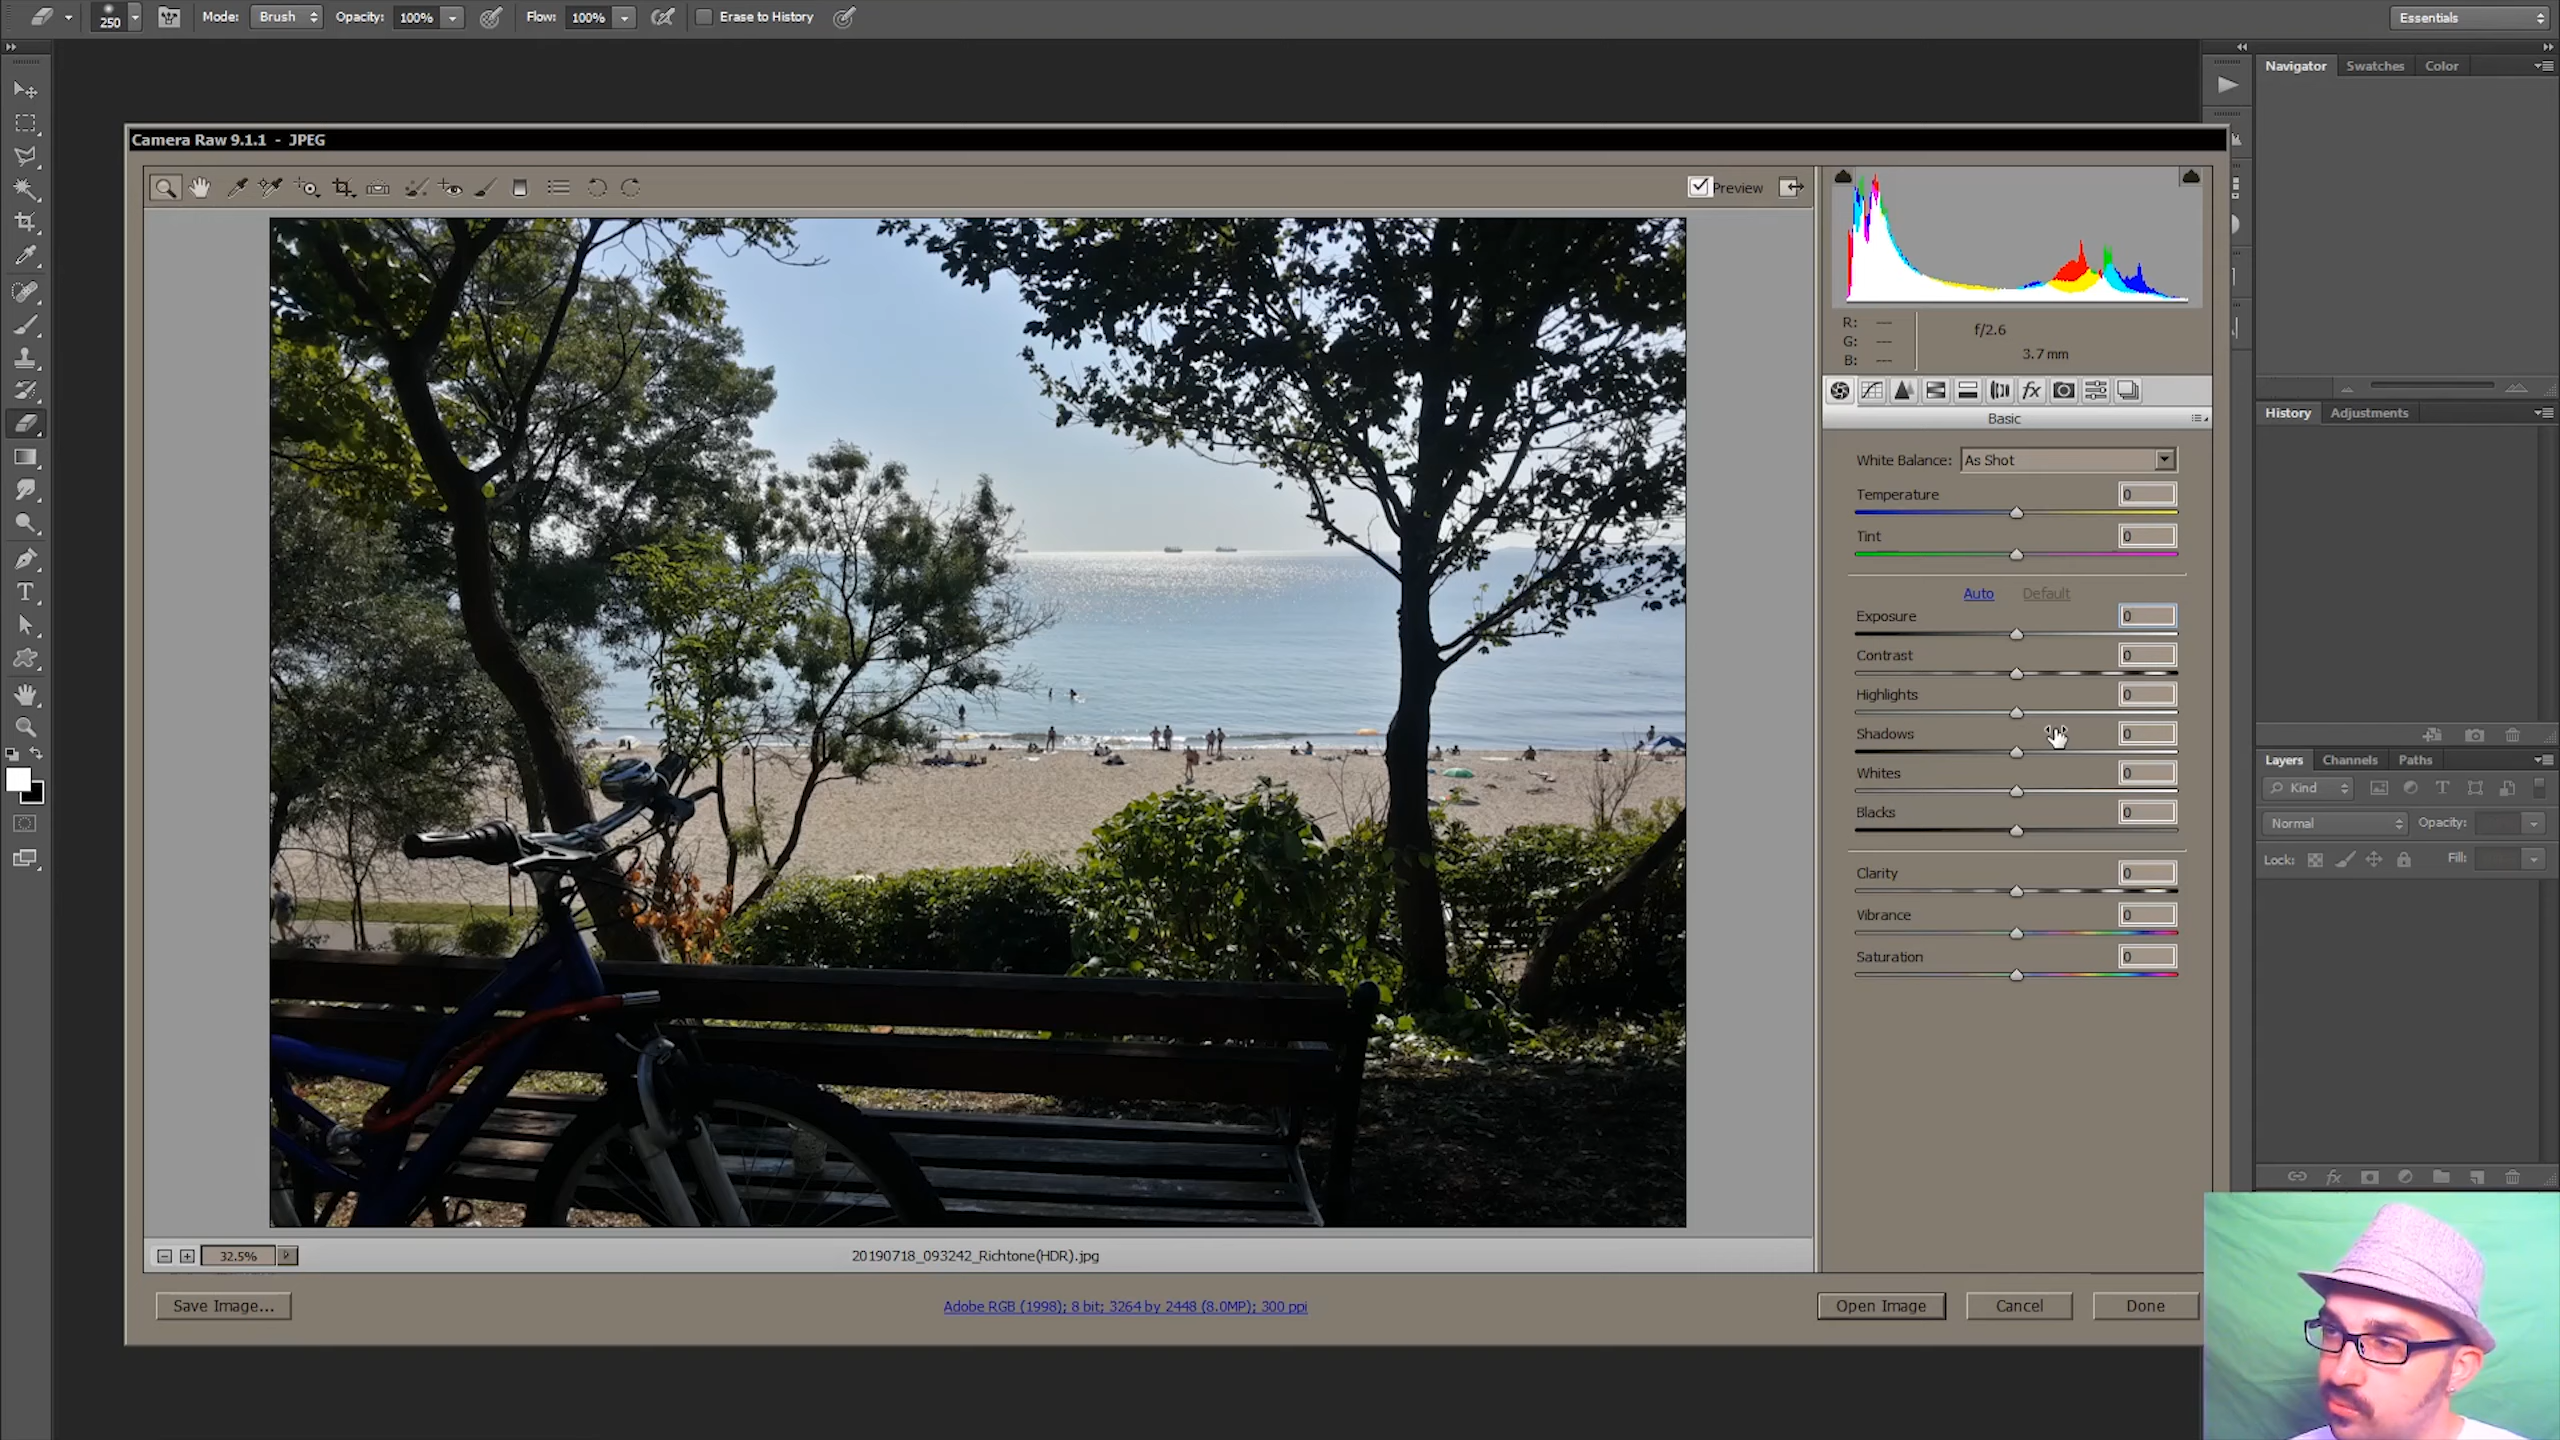 250 Mode: Brush Opacity: 100% Flow: 100% Erase to History Essentials
Navigator Swatches Color
Camera Raw 9.1.1 - JPEG
Preview
R: ---
G: ---
B: ---
f/2.6
3.7 mm
Basic
White Balance: As Shot
Temperature 0
Tint 0
Auto Default
Exposure 0
Contrast 0
Highlights 0
Shadows 0
Whites 0
Blacks 0
Clarity 0
Vibrance 0
Saturation 0
History Adjustments
Layers Channels Paths
Kind
Normal Opacity:
Lock: Fill:
32.5% 20190718_093242_Richtone(HDR).jpg
Save Image... Adobe RGB (1998); 8 bit; 3264 by 2448 (8.0MP); 300 ppi Open Image Cancel Done